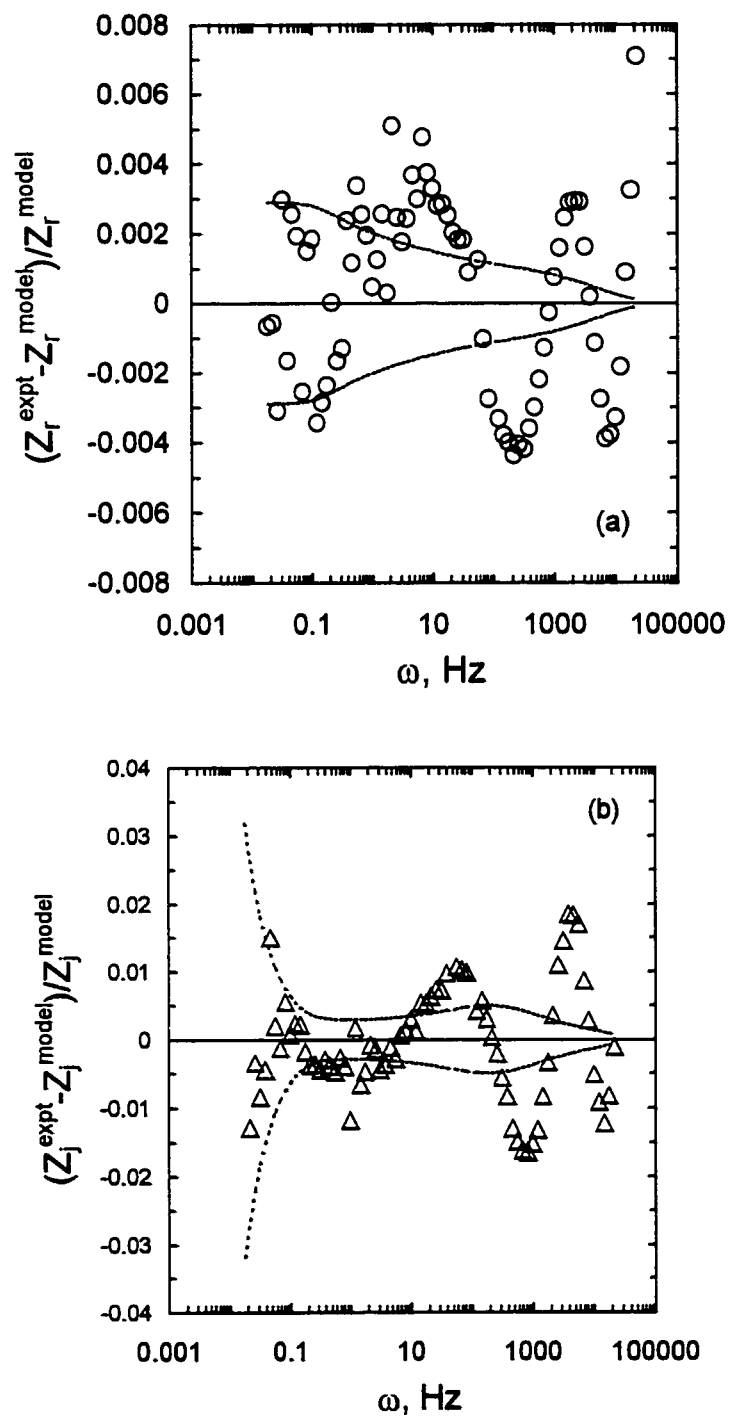 0.008
0.006
0.004
0.002
0
-0.002
-0.004
-0.006
-0.008
(Z_r^expt-Z_r^model)/Z_r^model
(a)
0.001 0.1 10 1000 100000
ω, Hz
0.04
0.03
0.02
0.01
0
-0.01
-0.02
-0.03
-0.04
(Z_j^expt-Z_j^model)/Z_j^model
(b)
0.001 0.1 10 1000 100000
ω, Hz